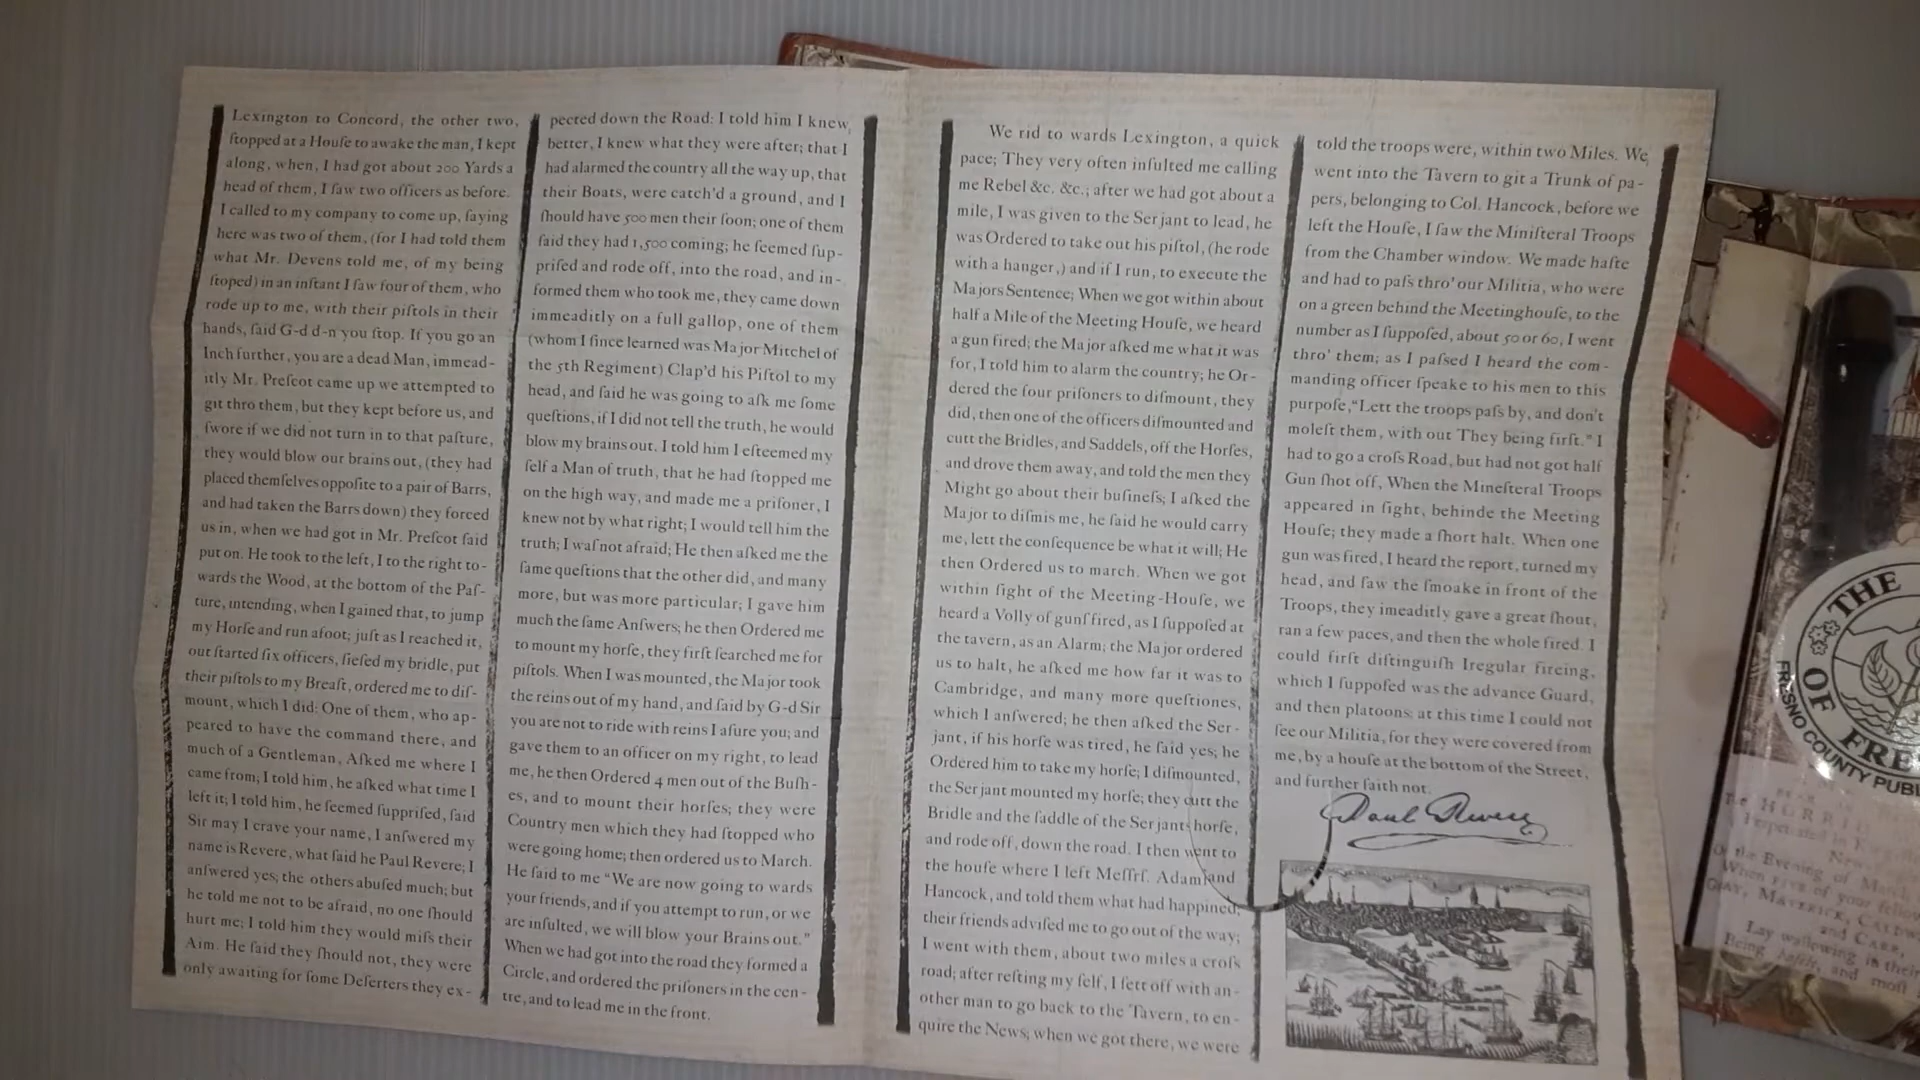 Lexington to Concord, the other two,
ſtopped at a Houſe to awake the man, I kept
along, when, I had got about 200 Yards a
head of them, I ſaw two officers as before.
I called to my company to come up, ſaying
here was two of them, (for I had told them
what Mr. Devens told me, of my being
ſtoped) in an inſtant I ſaw four of them, who
rode up to me, with their piſtols in their
hands, ſaid G-d d-n you ſtop. If you go an
Inch further, you are a dead Man, immead-
itly Mr. Preſcot came up we attempted to
git thro them, but they kept before us, and
ſwore if we did not turn in to that paſture,
they would blow our brains out, (they had
placed themſelves oppoſite to a pair of Barrs,
and had taken the Barrs down) they forced
us in, when we had got in Mr. Preſcot ſaid
put on. He took to the left, I to the right to-
wards the Wood, at the bottom of the Paſ-
ture, intending, when I gained that, to jump
my Horſe and run afoot; juſt as I reached it,
out ſtarted ſix officers, ſieſed my bridle, put
their piſtols to my Breaſt, ordered me to diſ-
mount, which I did: One of them, who ap-
peared to have the command there, and
much of a Gentleman, Aſked me where I
came from; I told him, he aſked what time I
left it; I told him, he ſeemed ſuppriſed, ſaid
Sir may I crave your name, I anſwered my
name is Revere, what ſaid he Paul Revere; I
anſwered yes; the others abuſed much; but
he told me not to be afraid, no one ſhould
hurt me; I told him they would miſs their
Aim. He ſaid they ſhould not, they were
only awaiting for ſome Deſerters they ex-
pected down the Road: I told him I knew,
better, I knew what they were after; that I
had alarmed the country all the way up, that
their Boats, were catch'd a ground, and I
ſhould have 500 men their ſoon; one of them
ſaid they had 1,500 coming; he ſeemed ſup-
priſed and rode off, into the road, and in-
formed them who took me, they came down
immeaditly on a full gallop, one of them
(whom I ſince learned was Major Mitchel of
the 5th Regiment) Clap'd his Piſtol to my
head, and ſaid he was going to aſk me ſome
queſtions, if I did not tell the truth, he would
blow my brains out. I told him I eſteemed my
ſelf a Man of truth, that he had ſtopped me
on the high way, and made me a priſoner, I
knew not by what right; I would tell him the
truth; I waſ not afraid; He then aſked me the
ſame queſtions that the other did, and many
more, but was more particular; I gave him
much the ſame Anſwers; he then Ordered me
to mount my horſe, they firſt ſearched me for
piſtols. When I was mounted, the Major took
the reins out of my hand, and ſaid by G-d Sir
you are not to ride with reins I aſure you; and
gave them to an officer on my right, to lead
me, he then Ordered 4 men out of the Buſh-
es, and to mount their horſes; they were
Country men which they had ſtopped who
were going home; then ordered us to March.
He ſaid to me “We are now going to wards
your friends, and if you attempt to run, or we
are inſulted, we will blow your Brains out.”
When we had got into the road they formed a
Circle, and ordered the priſoners in the cen-
tre, and to lead me in the front.
We rid to wards Lexington, a quick
pace; They very often inſulted me calling
me Rebel &c. &c.; after we had got about a
mile, I was given to the Serjant to lead, he
was Ordered to take out his piſtol, (he rode
with a hanger,) and if I run, to execute the
Majors Sentence; When we got within about
half a Mile of the Meeting Houſe, we heard
a gun fired; the Major aſked me what it was
for, I told him to alarm the country; he Or-
dered the four priſoners to diſmount, they
did, then one of the officers diſmounted and
cutt the Bridles, and Saddels, off the Horſes,
and drove them away, and told the men they
Might go about their buſineſs; I aſked the
Major to diſmis me, he ſaid he would carry
me, lett the conſequence be what it will; He
then Ordered us to march. When we got
within ſight of the Meeting-Houſe, we
heard a Volly of gunſ fired, as I ſuppoſed at
the tavern, as an Alarm; the Major ordered
us to halt, he aſked me how far it was to
Cambridge, and many more queſtiones,
which I anſwered; he then aſked the Ser-
jant, if his horſe was tired, he ſaid yes; he
Ordered him to take my horſe; I diſmounted,
the Serjant mounted my horſe; they cutt the
Bridle and the ſaddle of the Serjants horſe,
and rode off, down the road. I then went to
the houſe where I left Meſſrſ. Adam and
Hancock, and told them what had happined;
their friends adviſed me to go out of the way;
I went with them, about two miles a croſs
road; after reſting my ſelf, I ſett off with an-
other man to go back to the Tavern, to en-
quire the News; when we got there, we were
told the troops were, within two Miles. We
went into the Tavern to git a Trunk of pa-
pers, belonging to Col. Hancock, before we
left the Houſe, I ſaw the Miniſteral Troops
from the Chamber window. We made haſte
and had to paſs thro' our Militia, who were
on a green behind the Meetinghouſe, to the
number as I ſuppoſed, about 50 or 60, I went
thro' them; as I paſsed I heard the com-
manding officer ſpeake to his men to this
purpoſe, “Lett the troops paſs by, and don't
moleſt them, with out They being firſt.” I
had to go a croſs Road, but had not got half
Gun ſhot off, When the Mineſteral Troops
appeared in ſight, behinde the Meeting
Houſe; they made a ſhort halt. When one
gun was fired, I heard the report, turned my
head, and ſaw the ſmoake in front of the
Troops, they imeaditly gave a great ſhout,
ran a few paces, and then the whole fired. I
could firſt diſtinguiſh Iregular fireing,
which I ſuppoſed was the advance Guard,
and then platoons; at this time I could not
ſee our Militia, for they were covered from
me, by a houſe at the bottom of the Street,
and further ſaith not.
Paul Revere
THE
OF FRE
FRESNO COUNTY PUBL
the Evening of March
When FIVE of your fellow
GRAY, MAVERICK, CALDW
and CARR,
Lay wallowing in their
Being baſely, and moſt